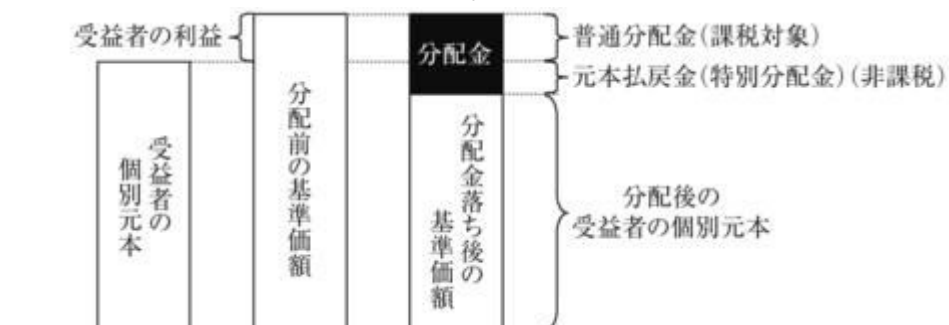 受益者の利益
分配金
普通分配金(課税対象)
元本払戻金(特別分配金)(非課税)
受益者の
個別元本
分配前の基準価額
分配金落ち後の
基準価額
分配後の
受益者の個別元本